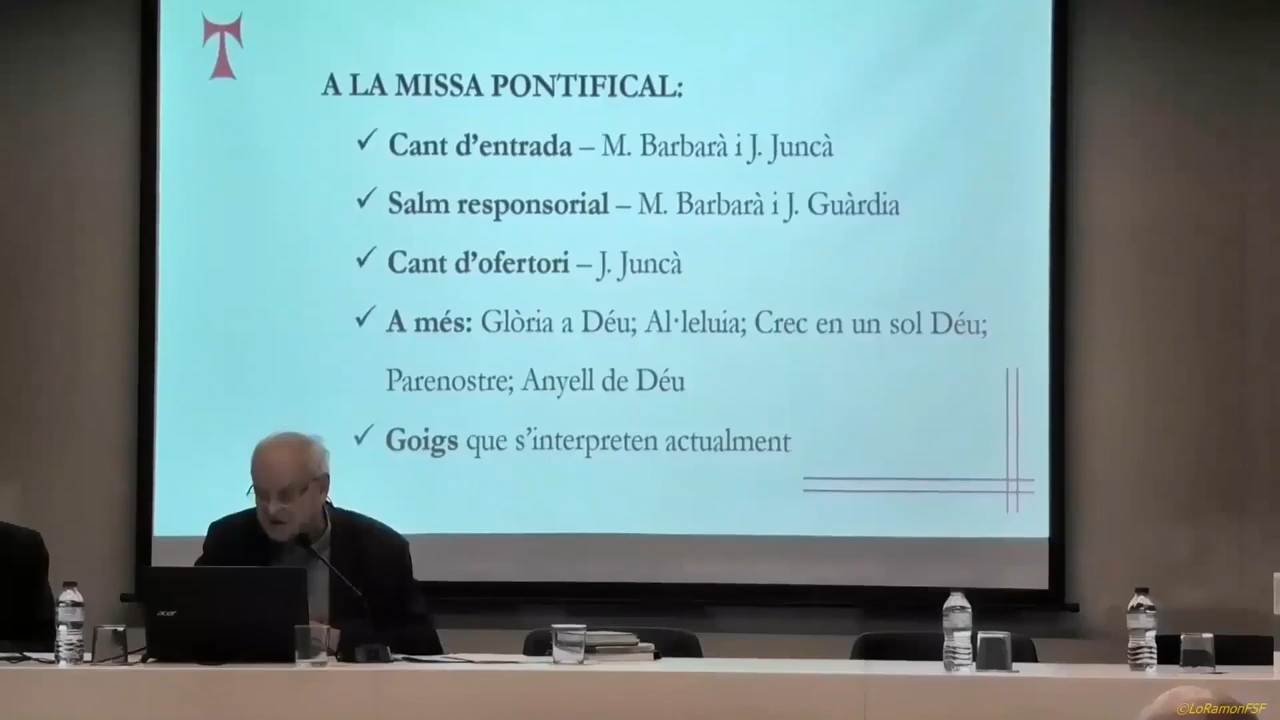 A LA MISSA PONTIFICAL:
✓ Cant d'entrada – M. Barbarà i J. Juncà
✓ Salm responsorial – M. Barbarà i J. Guàrdia
✓ Cant d'ofertori – J. Juncà
✓ A més: Glòria a Déu; Al·leluia; Crec en un sol Déu;
Parenostre; Anyell de Déu
✓ Goigs que s'interpreten actualment
acer
©LoRamonFSF